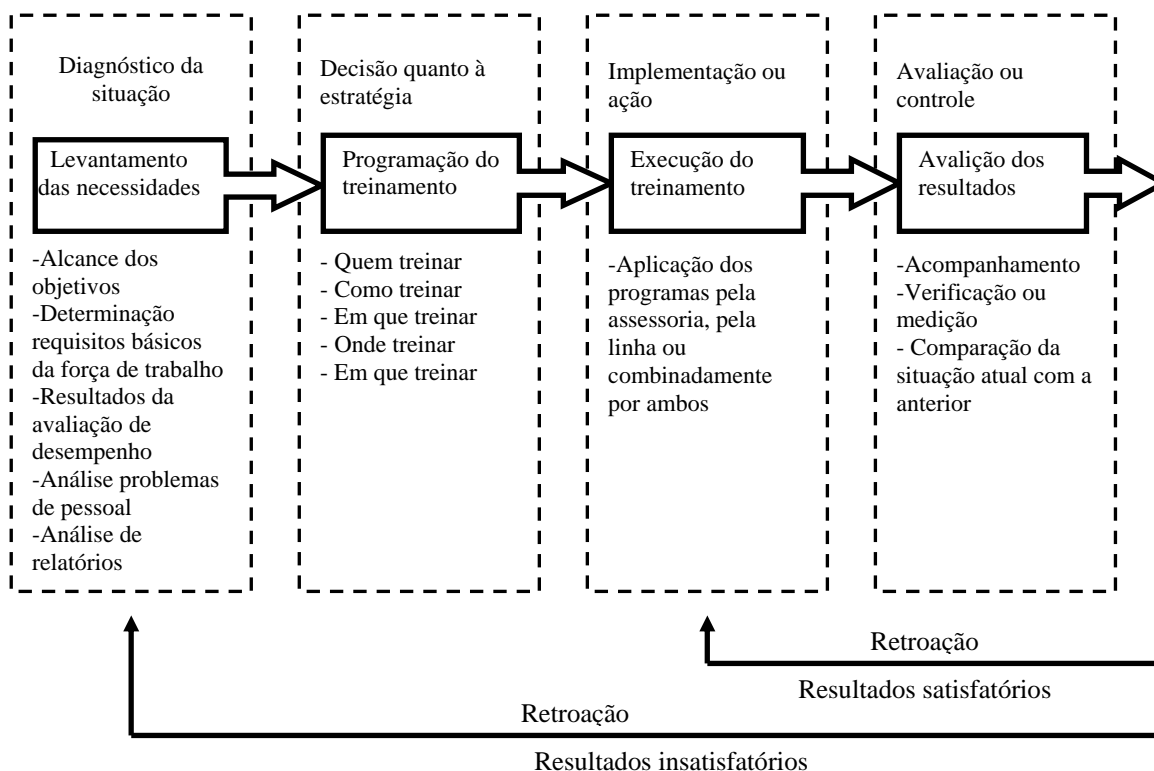 Diagnóstico da
situação
Levantamento
das necessidades
-Alcance dos
objetivos
-Determinação
requisitos básicos
da força de trabalho
-Resultados da
avaliação de
desempenho
-Análise problemas
de pessoal
-Análise de
relatórios
Decisão quanto à
estratégia
Programação do
treinamento
- Quem treinar
- Como treinar
- Em que treinar
- Onde treinar
- Em que treinar
Implementação ou
ação
Execução do
treinamento
-Aplicação dos
programas pela
assessoria, pela
linha ou
combinadamente
por ambos
Avaliação ou
controle
Avalição dos
resultados
-Acompanhamento
-Verificação ou
medição
- Comparação da
situação atual com a
anterior
Retroação
Resultados satisfatórios
Retroação
Resultados insatisfatórios